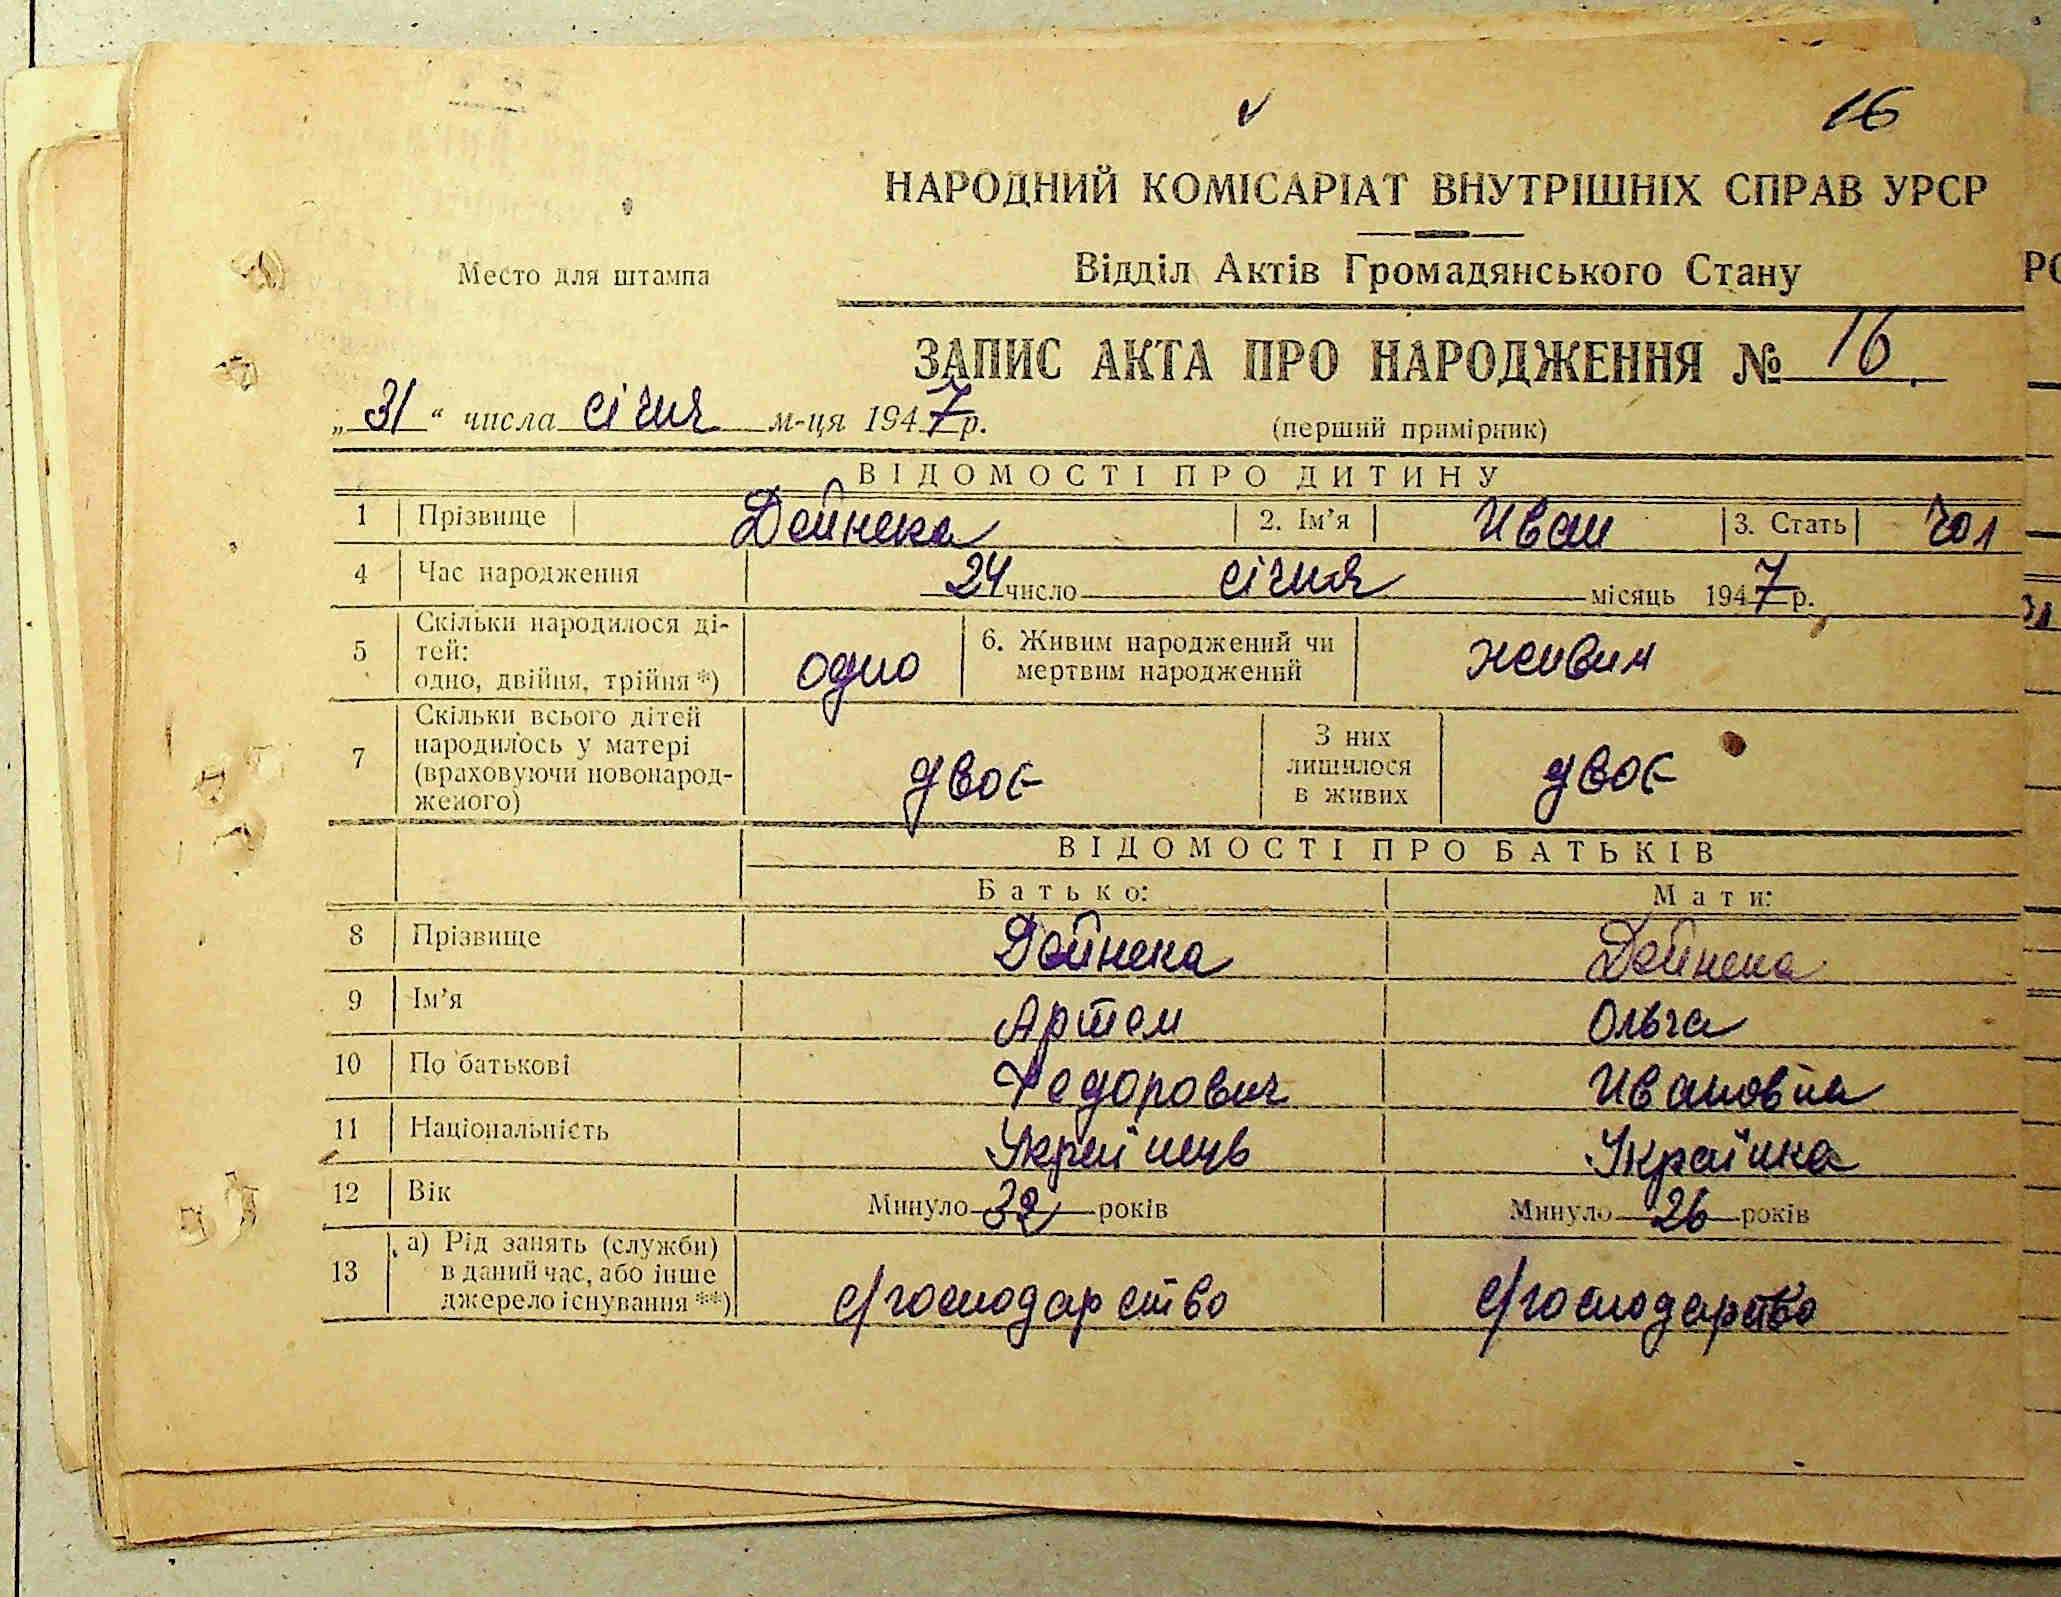 16
НАРОДНИЙ КОМІСАРІАТ ВНУТРІШНІХ СПРАВ УРСР
Место для штампа
Відділ Актів Громадянського Стану
ЗАПИС АКТА ПРО НАРОДЖЕННЯ № 16
„ 31 “ числа січня м-ця 1947 р.
(перший примірник)
ВІДОМОСТІ ПРО ДИТИНУ
1 Прізвище Дейнека 2. Ім’я Иван 3. Стать чол
4 Час народження 24 число січня місяць 1947 р.
5 Скільки народилося ді-
тей:
одно, двійня, трійня *) одно 6. Живим народжений чи
мертвим народжений живим
7 Скільки всього дітей
народилось у матері
(враховуючи новонарод-
женого) двоє З них
лишилося
в живих двоє
ВІДОМОСТІ ПРО БАТЬКІВ
Батько: Мати:
8 Прізвище Дейнека Дейнека
9 Ім’я Артем Ольга
10 По батькові Федорович Ивановна
11 Національність Українець Українка
12 Вік Минуло 32 років Минуло 26 років
13 а) Рід занять (служби)
в даний час, або інше
джерело існування **) с/господарство с/господарство